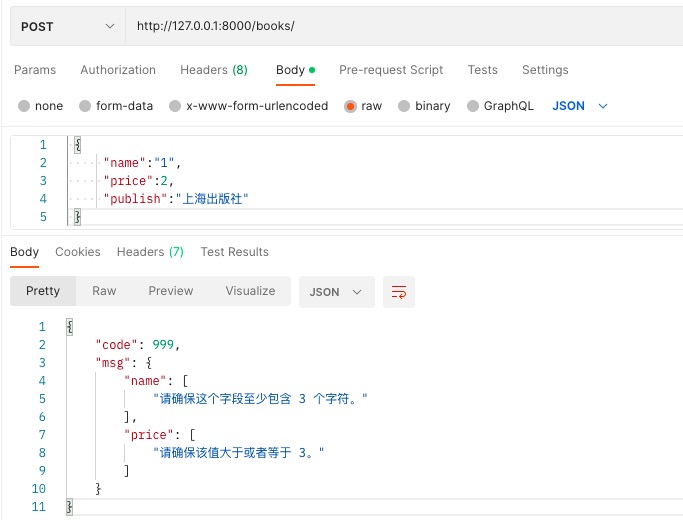 POST http://127.0.0.1:8000/books/
Params Authorization Headers (8) Body Pre-request Script Tests Settings
none form-data x-www-form-urlencoded raw binary GraphQL JSON
1 {
2 "name":"1",
3 "price":2,
4 "publish":"上海出版社"
5 }
Body Cookies Headers (7) Test Results
Pretty Raw Preview Visualize JSON
1 {
2 "code": 999,
3 "msg": {
4 "name": [
5 "请确保这个字段至少包含 3 个字符。"
6 ],
7 "price": [
8 "请确保该值大于或者等于 3。"
9 ]
10 }
11 }